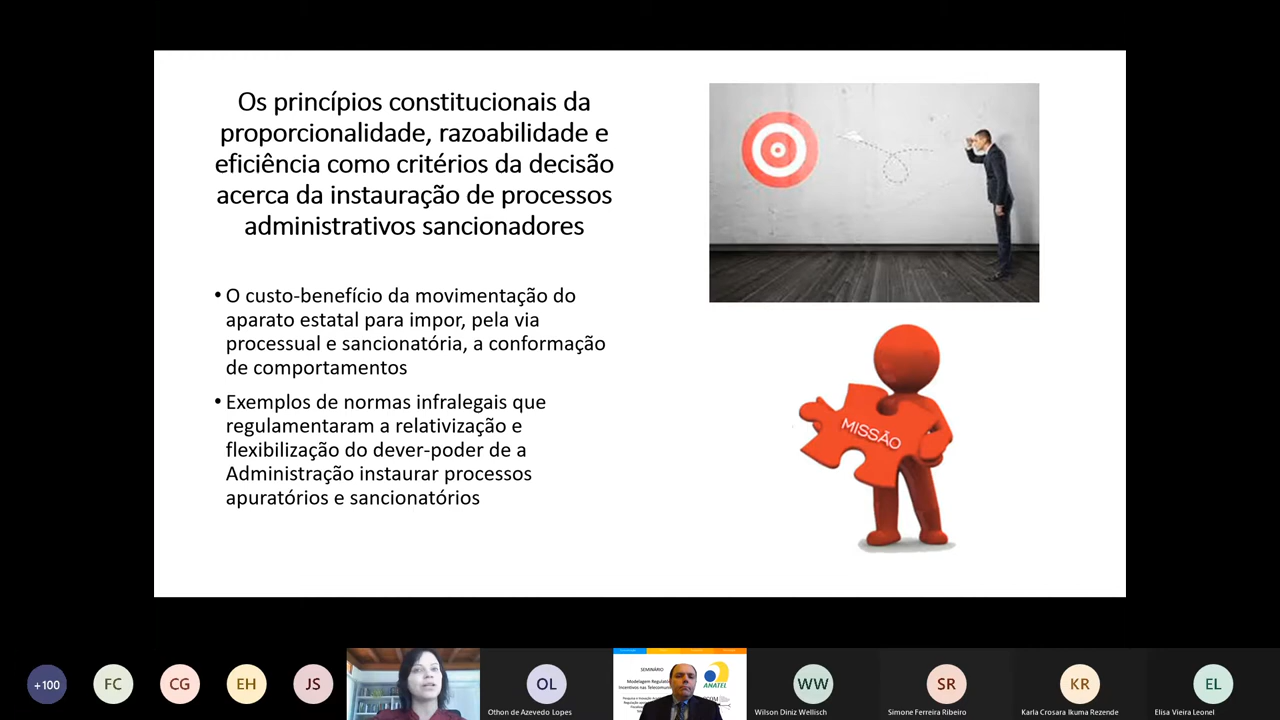 Os princípios constitucionais da
proporcionalidade, razoabilidade e
eficiência como critérios da decisão
acerca da instauração de processos
administrativos sancionadores
• O custo-benefício da movimentação do
aparato estatal para impor, pela via
processual e sancionatória, a conformação
de comportamentos
• Exemplos de normas infralegais que
regulamentaram a relativização e
flexibilização do dever-poder de a
Administração instaurar processos
apuratórios e sancionatórios
MISSÃO
+100
FC
CG
EH
JS
OL
Othon de Azevedo Lopes
SEMINÁRIO
ANATEL
WW
Wilson Diniz Wellisch
SR
Simone Ferreira Ribeiro
KR
Karla Crosara Ikuma Rezende
EL
Elisa Vieira Leonel